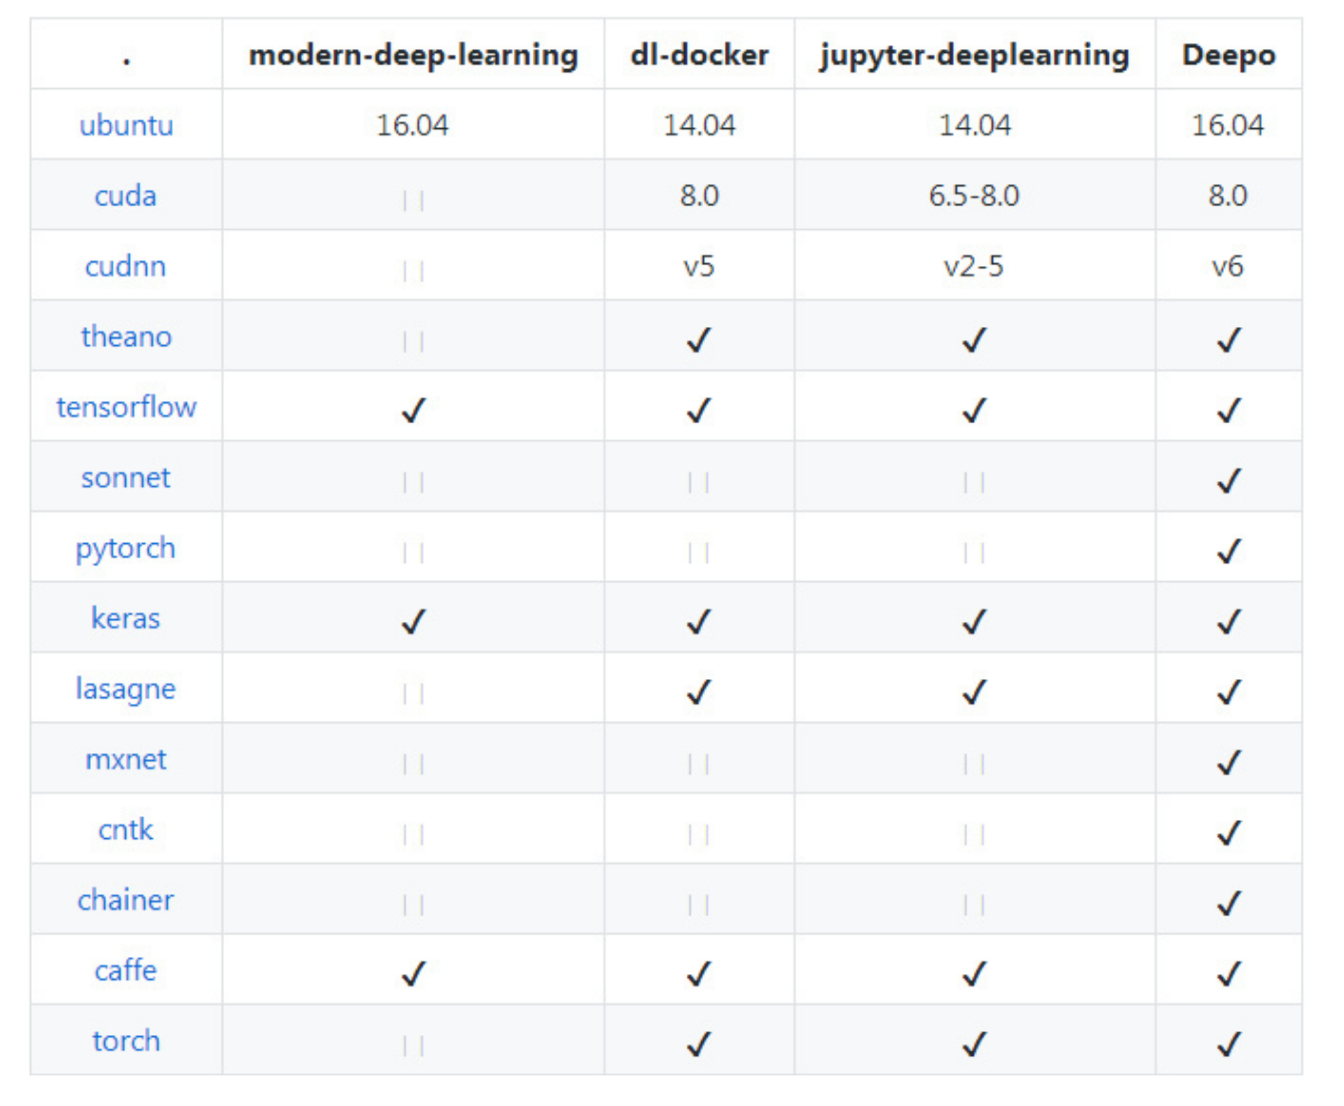 . modern-deep-learning dl-docker jupyter-deeplearning Deepo
ubuntu 16.04 14.04 14.04 16.04
cuda 8.0 6.5-8.0 8.0
cudnn v5 v2-5 v6
theano ✓ ✓ ✓
tensorflow ✓ ✓ ✓ ✓
sonnet ✓
pytorch ✓
keras ✓ ✓ ✓ ✓
lasagne ✓ ✓ ✓
mxnet ✓
cntk ✓
chainer ✓
caffe ✓ ✓ ✓ ✓
torch ✓ ✓ ✓